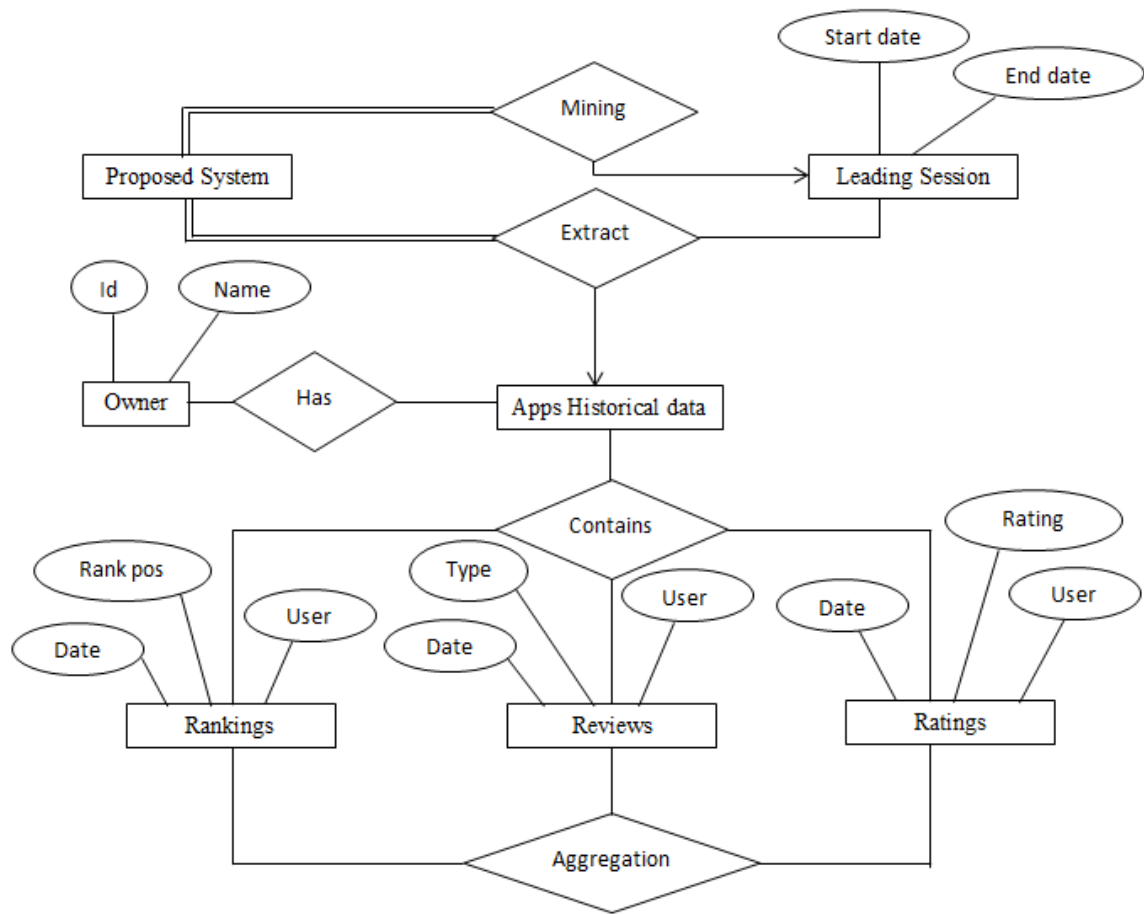 Start date
End date
Mining
Proposed System
Leading Session
Extract
Id
Name
Owner
Has
Apps Historical data
Contains
Rating
Rank pos
Type
User
User
Date
User
Date
Date
Rankings
Reviews
Ratings
Aggregation